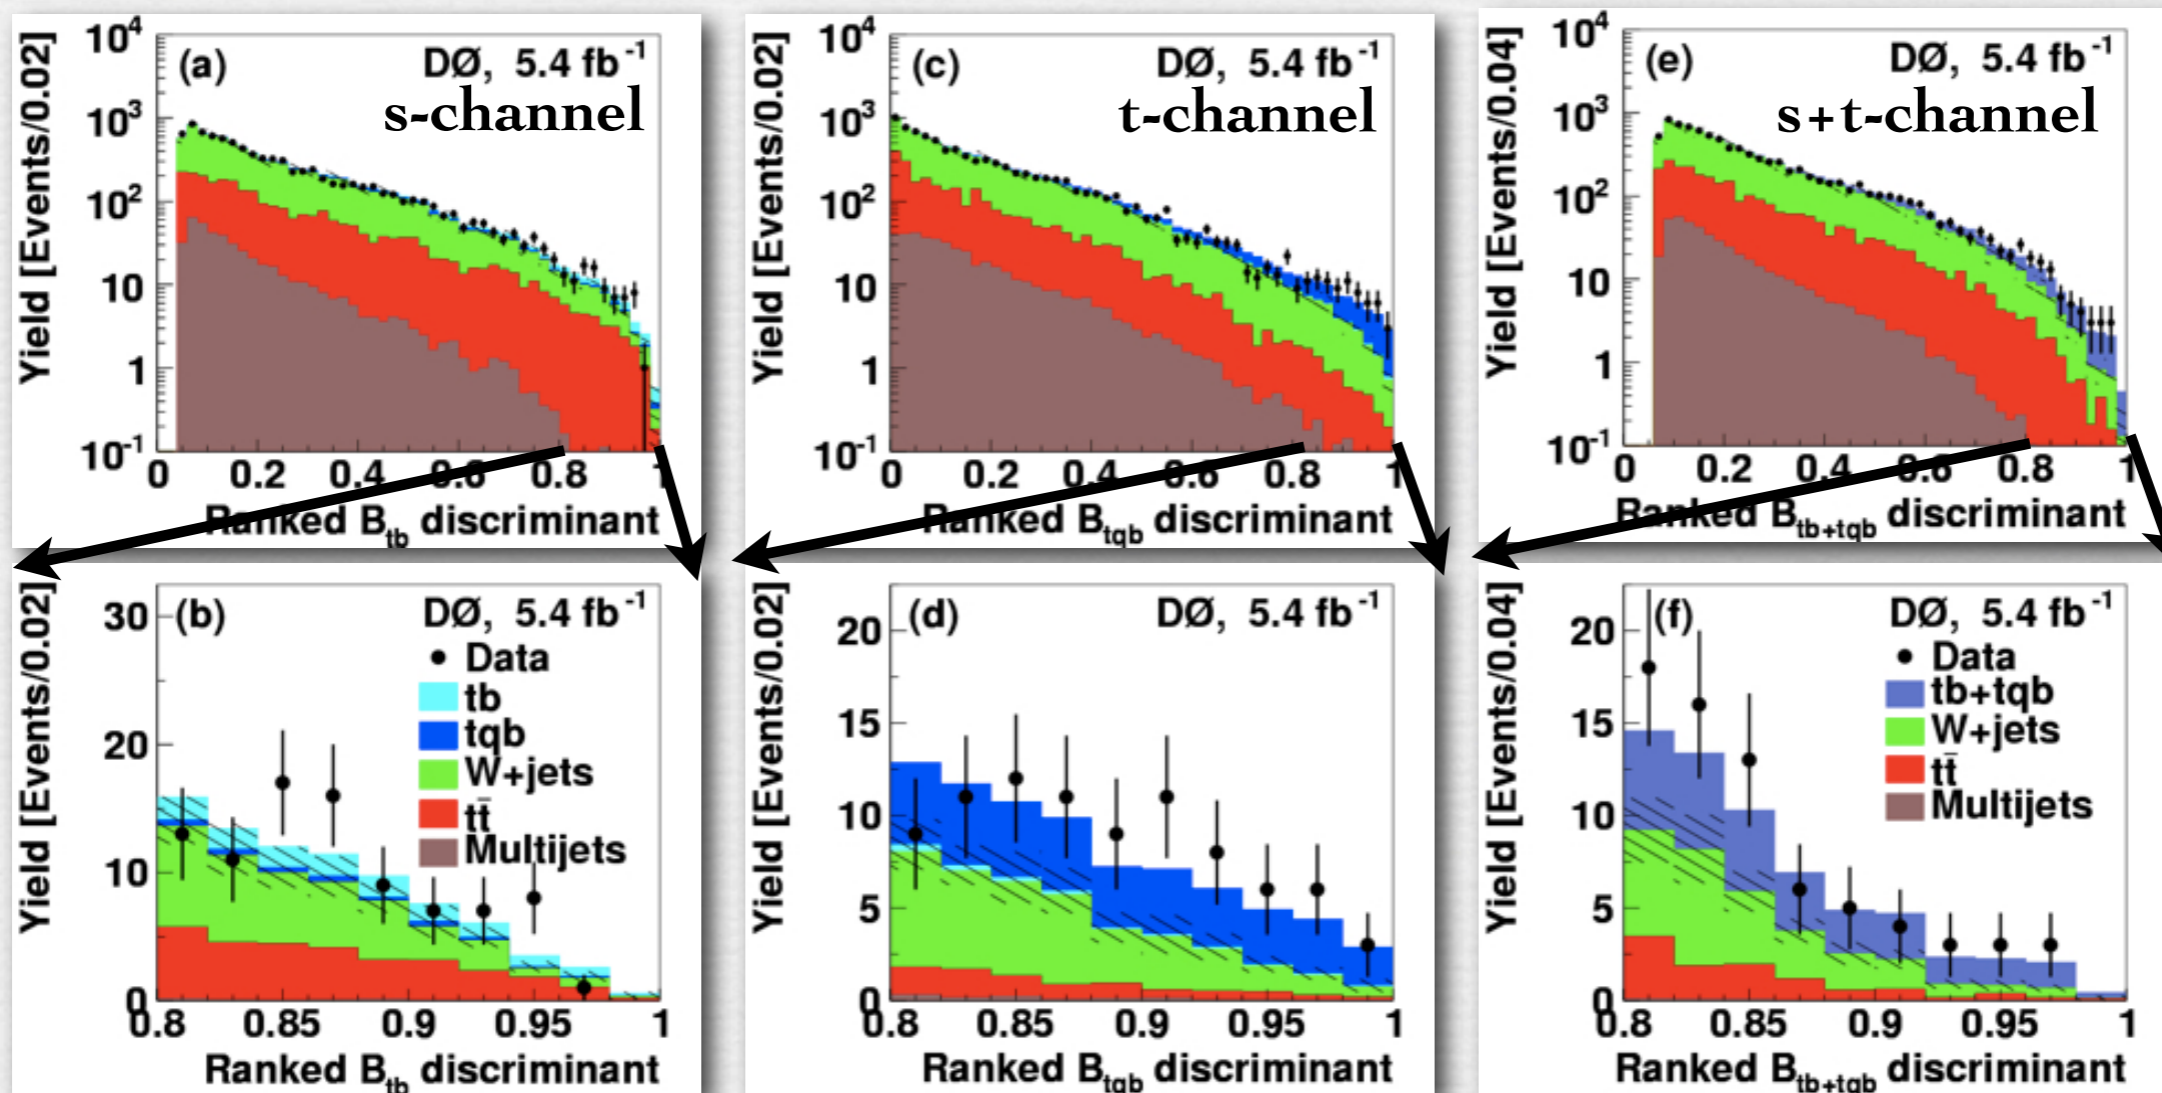 (a) DØ, 5.4 fb⁻¹
s-channel
Yield [Events/0.02]
10⁴
10³
10²
10
1
10⁻¹
0 0.2 0.4 0.6 0.8 1
Ranked B_tb discriminant
(c) DØ, 5.4 fb⁻¹
t-channel
Yield [Events/0.02]
10⁴
10³
10²
10
1
10⁻¹
0 0.2 0.4 0.6 0.8 1
Ranked B_tqb discriminant
(e) DØ, 5.4 fb⁻¹
s+t-channel
Yield [Events/0.04]
10⁴
10³
10²
10
1
10⁻¹
0 0.2 0.4 0.6 0.8 1
Ranked B_tb+tqb discriminant
(b) DØ, 5.4 fb⁻¹
Data
tb
tqb
W+jets
tt̄
Multijets
Yield [Events/0.02]
30
20
10
0
0.8 0.85 0.9 0.95 1
Ranked B_tb discriminant
(d) DØ, 5.4 fb⁻¹
Yield [Events/0.02]
20
15
10
5
0
0.8 0.85 0.9 0.95 1
Ranked B_tqb discriminant
(f) DØ, 5.4 fb⁻¹
Data
tb+tqb
W+jets
tt̄
Multijets
Yield [Events/0.04]
20
15
10
5
0
0.8 0.85 0.9 0.95 1
Ranked B_tb+tqb discriminant